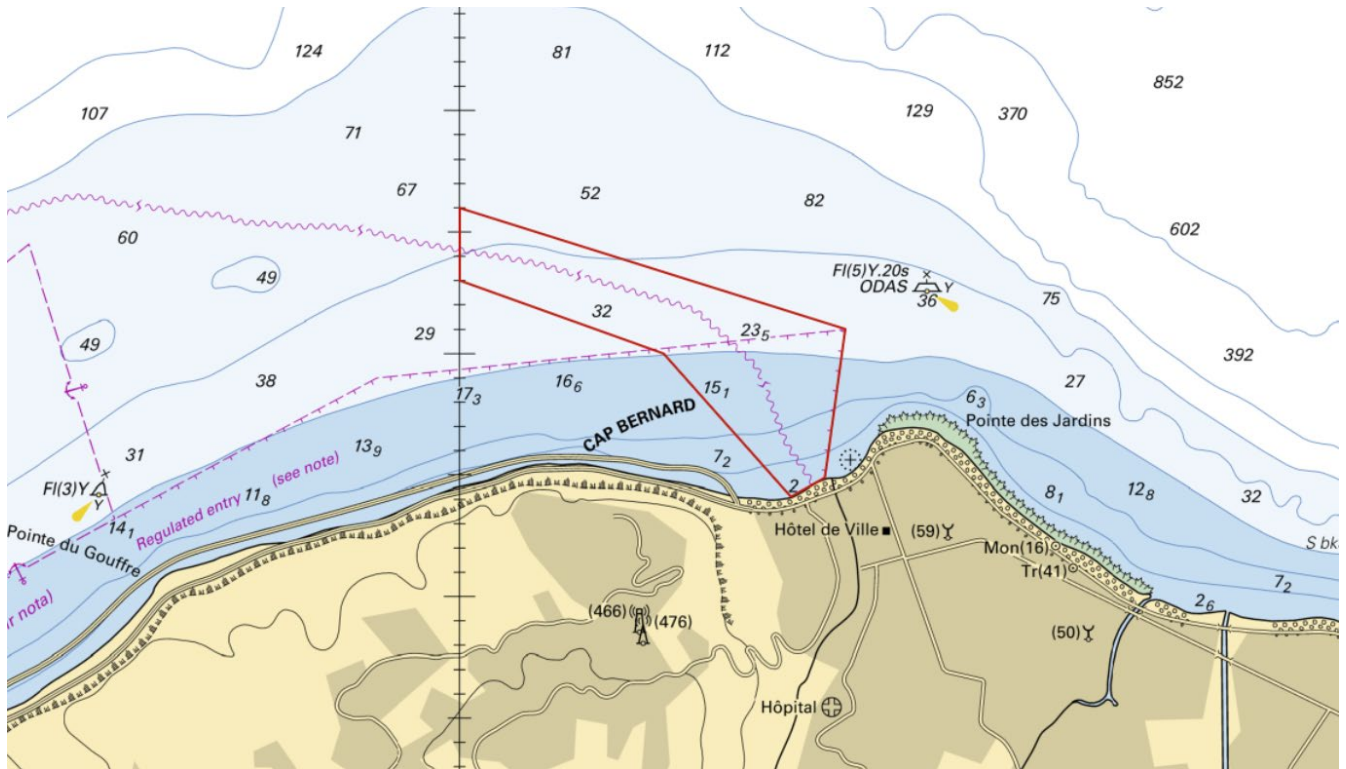 124
81
112
852
107
129
370
71
67
52
82
602
60
Fl(5)Y.20s
ODAS
Y
36
49
75
32
29
23₅
49
392
38
16₆
15₁
27
17₃
6₃
CAP BERNARD
Pointe des Jardins
13₉
31
7₂
Fl(3)Y
Y
11₈
Regulated entry (see note)
2
8₁
12₈
32
14₁
Pointe du Gouffre
Hôtel de Ville
(59)
Mon(16)
S bk
Tr(41)
7₂
r nota)
2₆
(466)
(476)
(50)
Hôpital